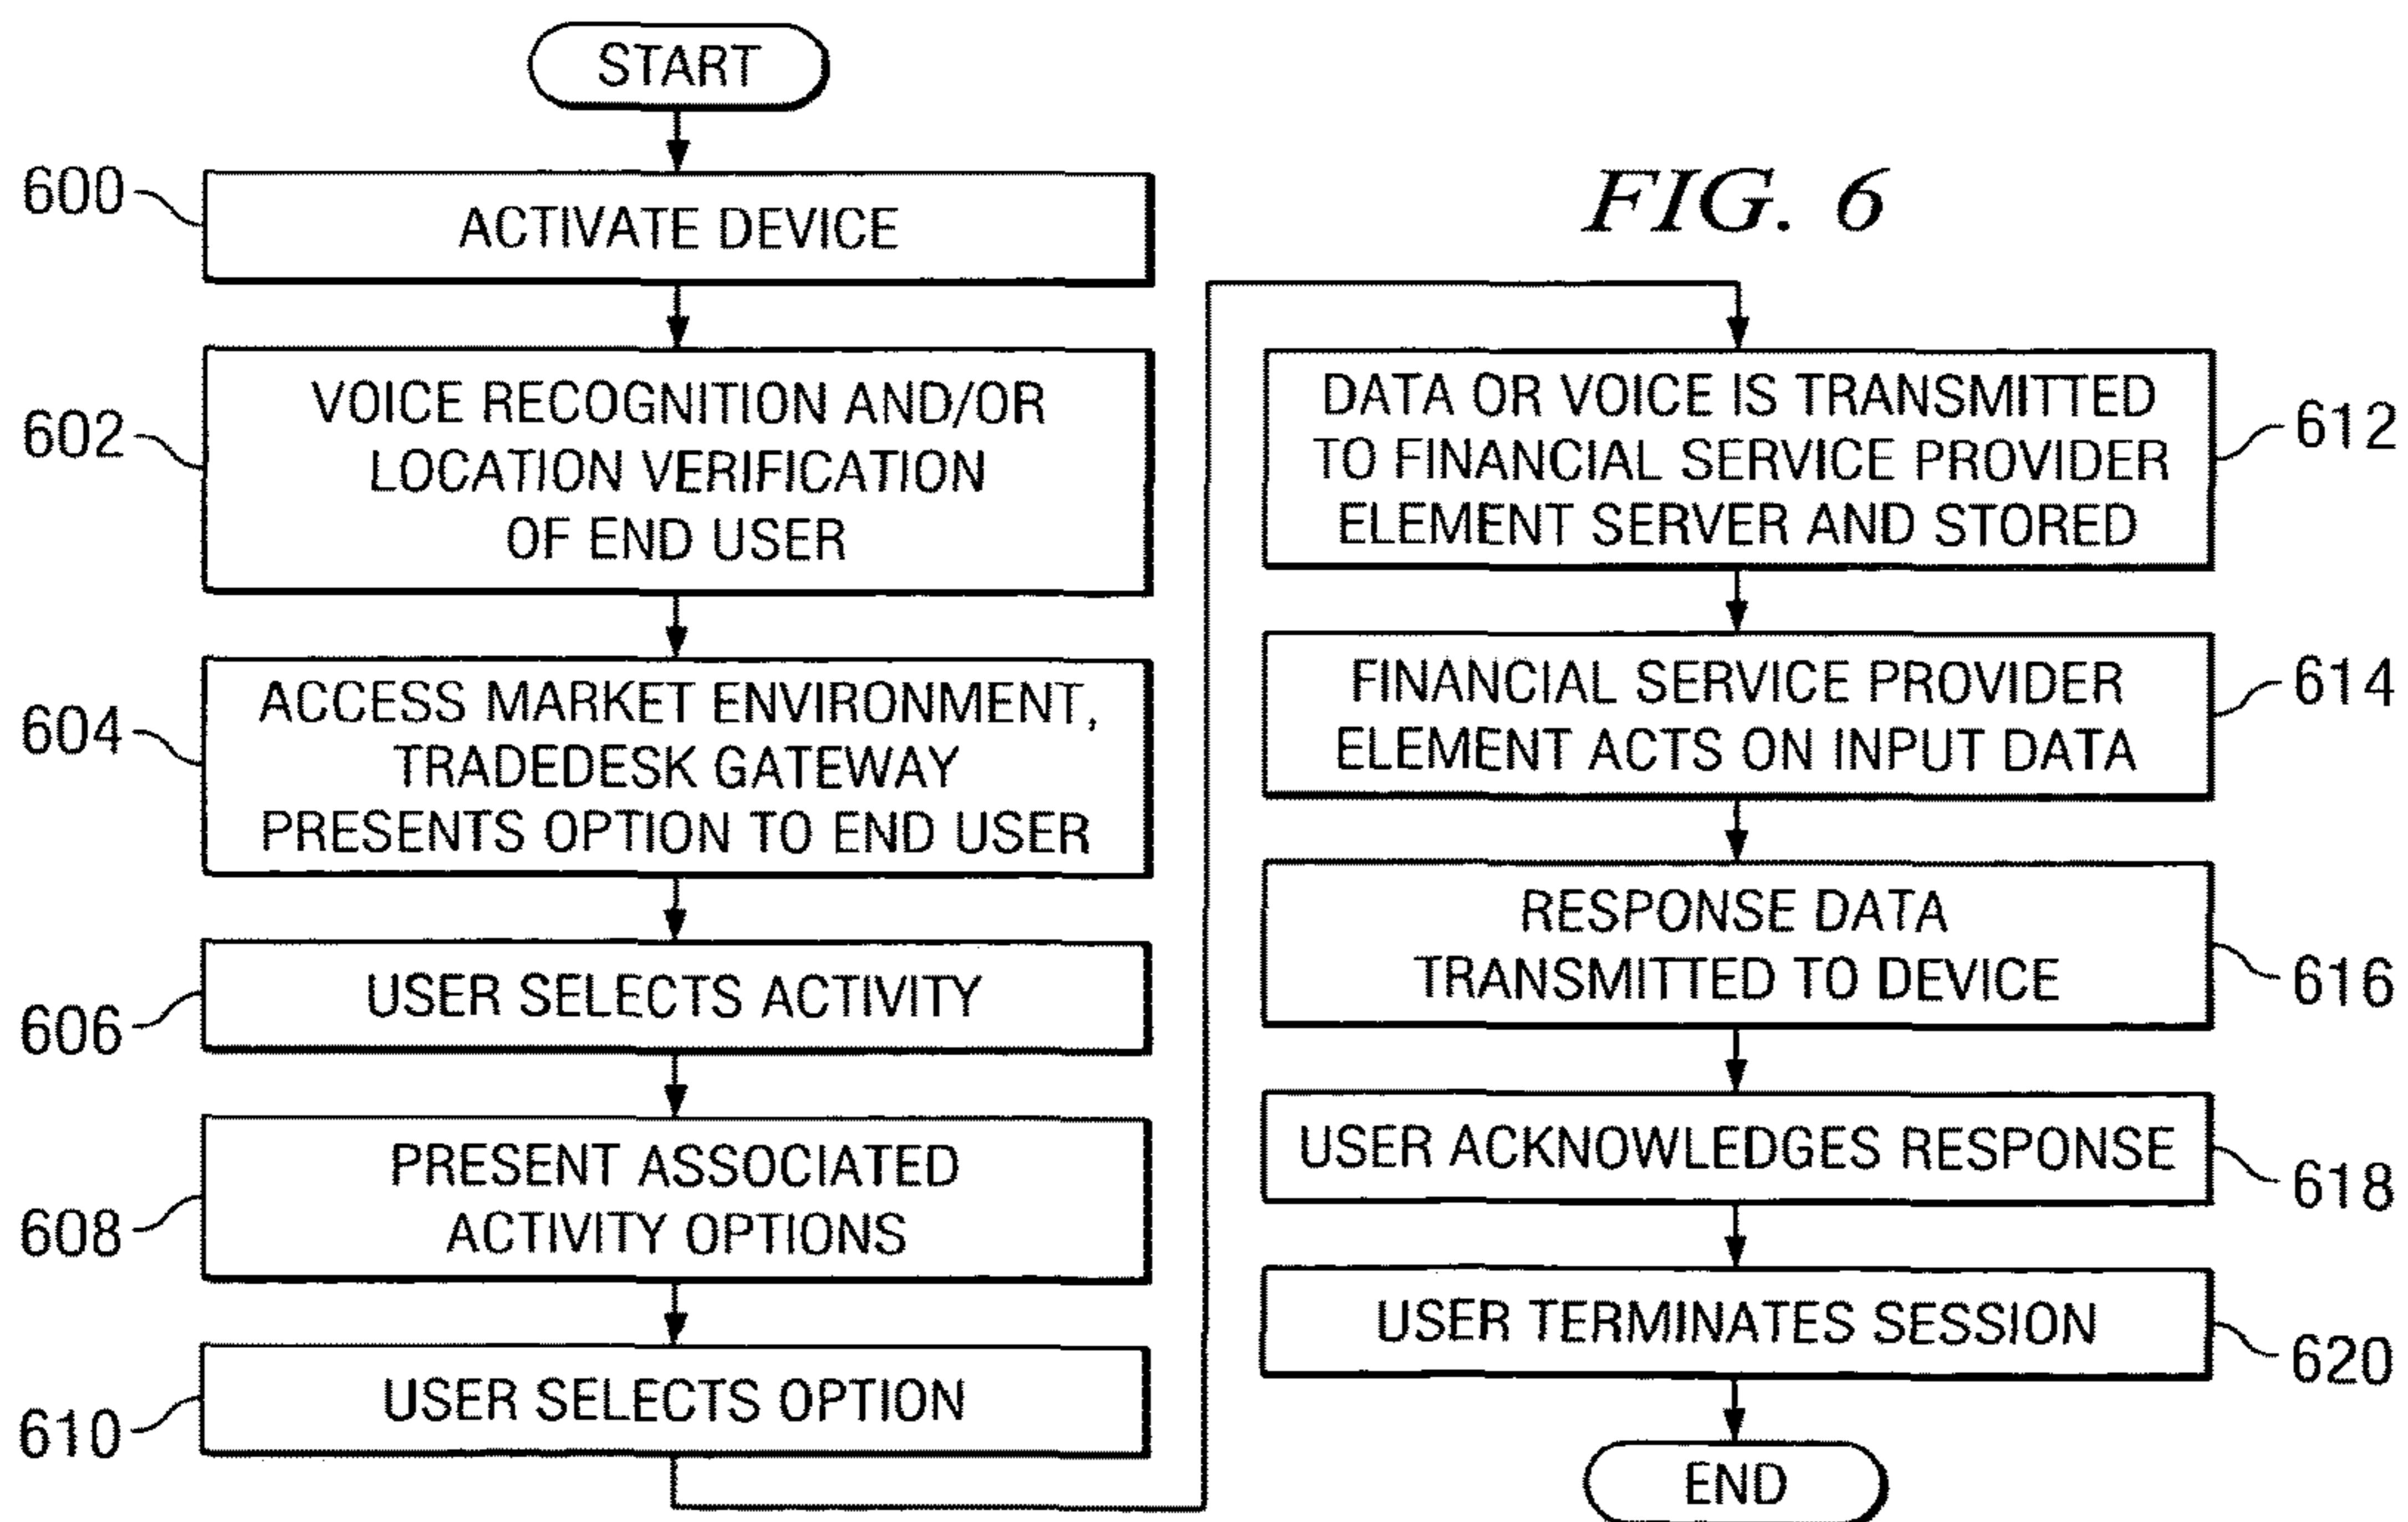 START
600
ACTIVATE DEVICE
602
VOICE RECOGNITION AND/OR
LOCATION VERIFICATION
OF END USER
604
ACCESS MARKET ENVIRONMENT,
TRADEDESK GATEWAY
PRESENTS OPTION TO END USER
606
USER SELECTS ACTIVITY
608
PRESENT ASSOCIATED
ACTIVITY OPTIONS
610
USER SELECTS OPTION
FIG. 6
DATA OR VOICE IS TRANSMITTED
TO FINANCIAL SERVICE PROVIDER
ELEMENT SERVER AND STORED
612
FINANCIAL SERVICE PROVIDER
ELEMENT ACTS ON INPUT DATA
614
RESPONSE DATA
TRANSMITTED TO DEVICE
616
USER ACKNOWLEDGES RESPONSE
618
USER TERMINATES SESSION
620
END